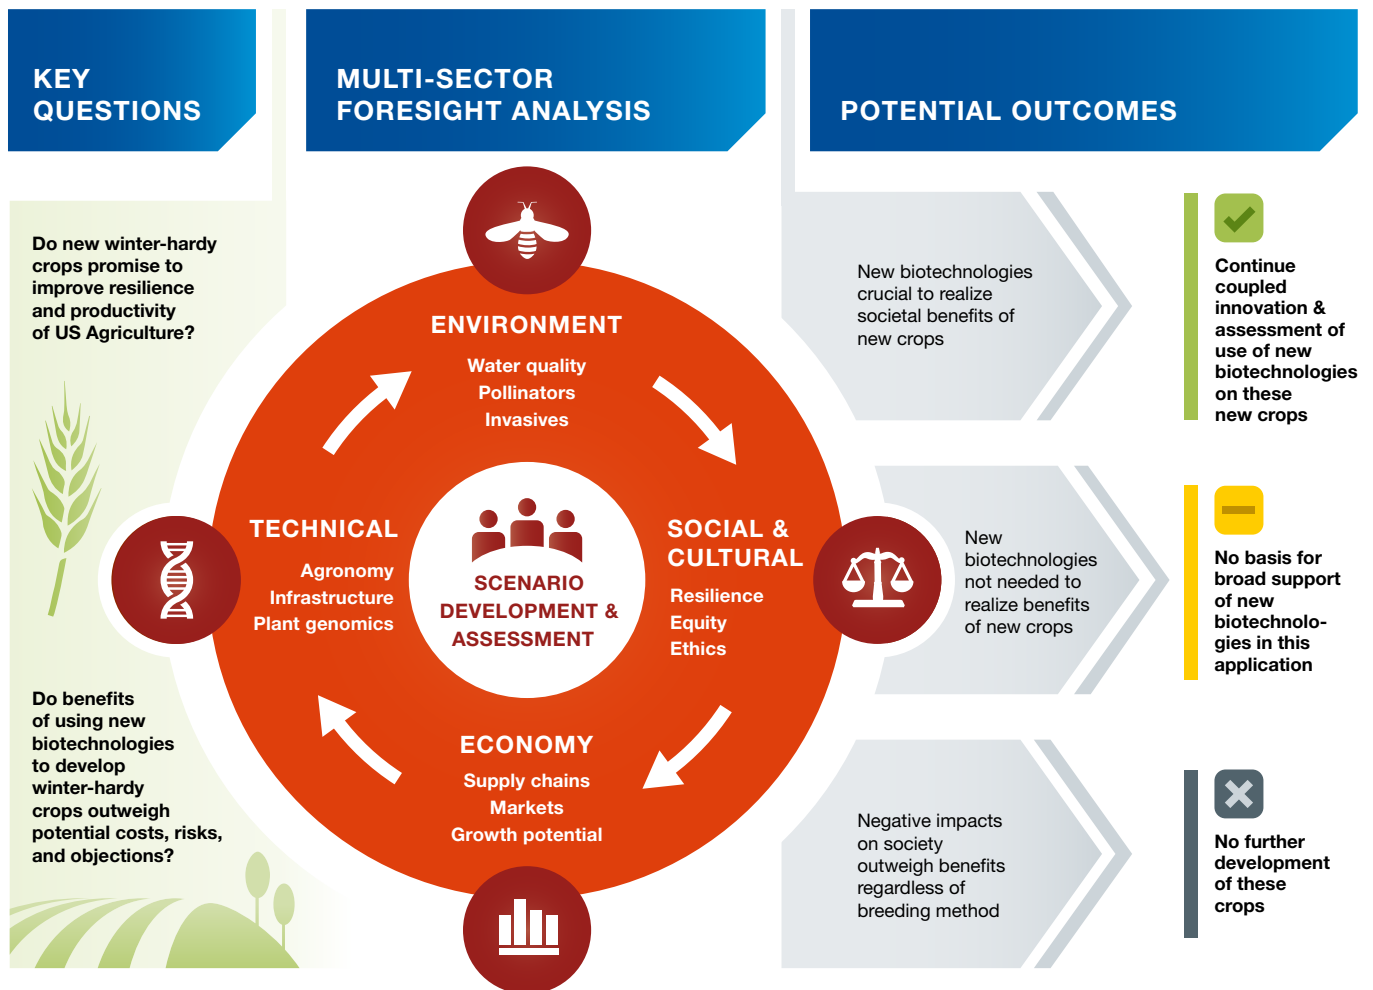 KEY
QUESTIONS
MULTI-SECTOR
FORESIGHT ANALYSIS
POTENTIAL OUTCOMES
Do new winter-hardy
crops promise to
improve resilience
and productivity
of US Agriculture?
Do benefits
of using new
biotechnologies
to develop
winter-hardy
crops outweigh
potential costs, risks,
and objections?
ENVIRONMENT
Water quality
Pollinators
Invasives
TECHNICAL
Agronomy
Infrastructure
Plant genomics
SCENARIO
DEVELOPMENT &
ASSESSMENT
SOCIAL &
CULTURAL
Resilience
Equity
Ethics
ECONOMY
Supply chains
Markets
Growth potential
New biotechnologies
crucial to realize
societal benefits of
new crops
Continue
coupled
innovation &
assessment of
use of new
biotechnologies
on these
new crops
New
biotechnologies
not needed to
realize benefits
of new crops
No basis for
broad support
of new
biotechnolo-
gies in this
application
Negative impacts
on society
outweigh benefits
regardless of
breeding method
No further
development
of these
crops